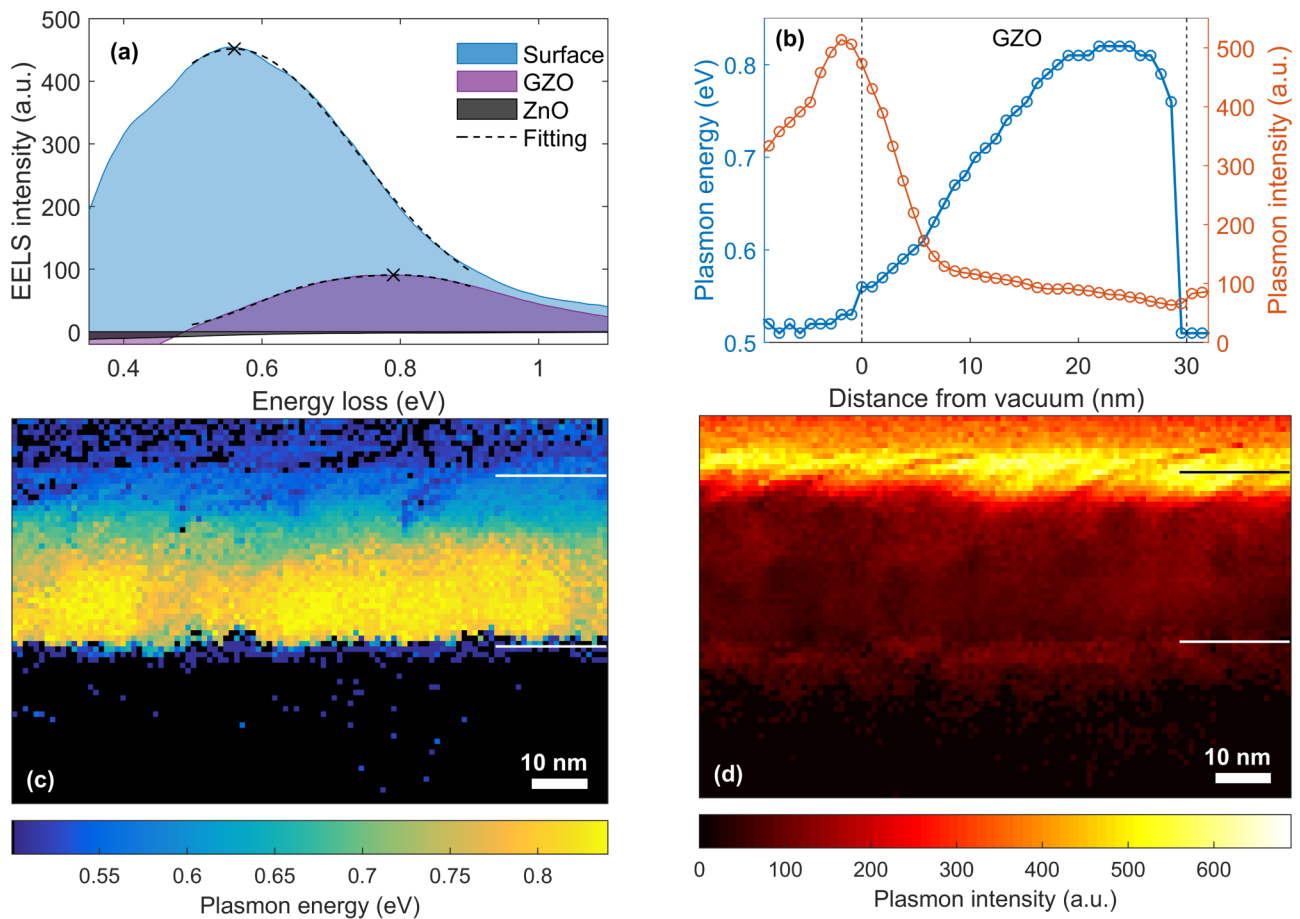 (a)
500
400
300
200
100
0
EELS intensity (a.u.)
Surface
GZO
ZnO
Fitting
0.4
0.6
0.8
1
Energy loss (eV)
(b)
GZO
0.8
0.7
0.6
0.5
Plasmon energy (eV)
500
400
300
200
100
0
Plasmon intensity (a.u.)
0
10
20
30
Distance from vacuum (nm)
(c)
10 nm
0.55
0.6
0.65
0.7
0.75
0.8
Plasmon energy (eV)
(d)
10 nm
0
100
200
300
400
500
600
Plasmon intensity (a.u.)